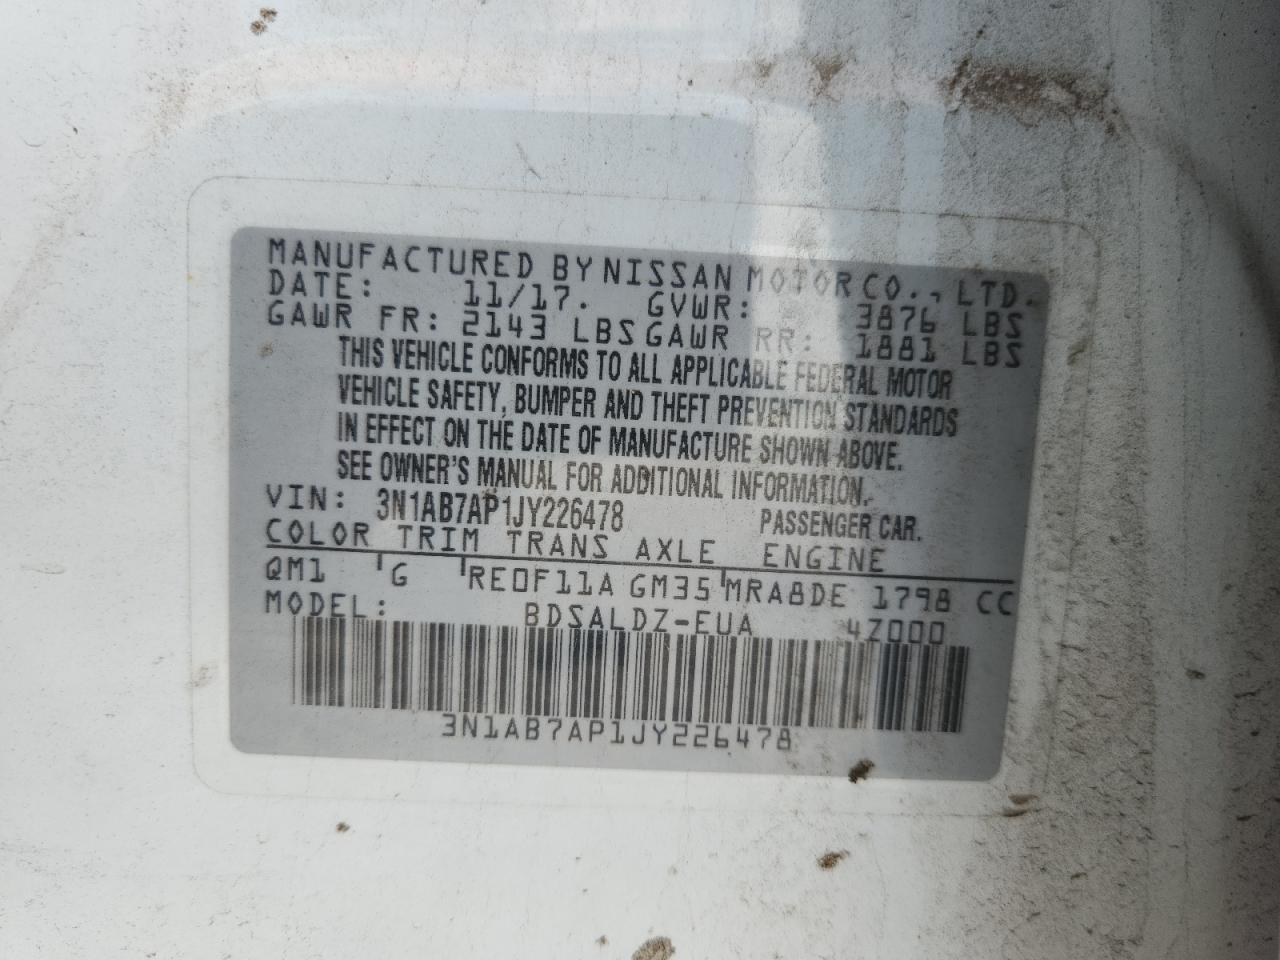 MANUFACTURED BY NISSAN MOTOR CO., LTD.
DATE: 11/17. GVWR: 3876 LBS
GAWR FR: 2143 LBS GAWR RR: 1881 LBS
THIS VEHICLE CONFORMS TO ALL APPLICABLE FEDERAL MOTOR
VEHICLE SAFETY, BUMPER AND THEFT PREVENTION STANDARDS
IN EFFECT ON THE DATE OF MANUFACTURE SHOWN ABOVE.
SEE OWNER'S MANUAL FOR ADDITIONAL INFORMATION.
VIN: 3N1AB7AP1JY226478 PASSENGER CAR.
COLOR TRIM TRANS AXLE ENGINE
QM1 G RE0F11A GM35 MRA8DE 1798 CC
MODEL: BDSALDZ-EUA 4Z000
3N1AB7AP1JY226478